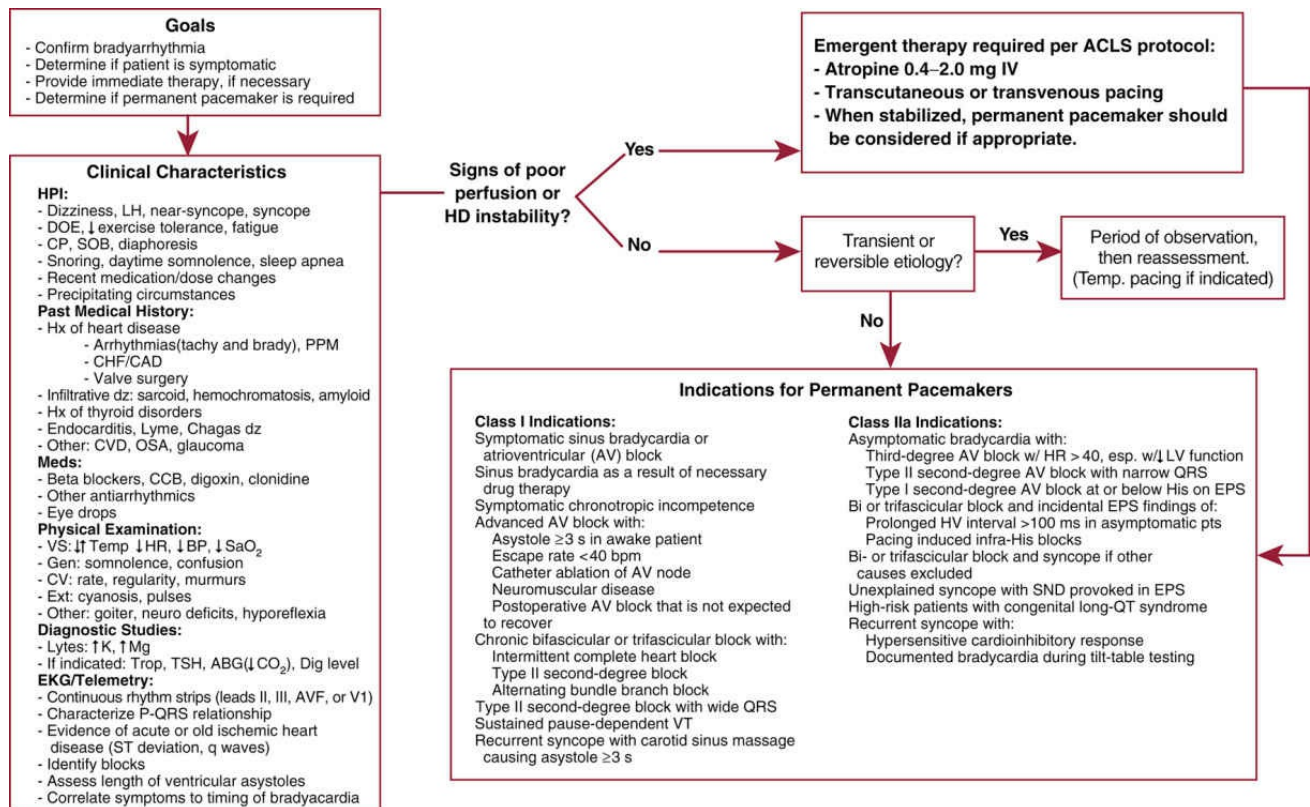 Goals
- Confirm bradyarrhythmia
- Determine if patient is symptomatic
- Provide immediate therapy, if necessary
- Determine if permanent pacemaker is required
Clinical Characteristics
HPI:
- Dizziness, LH, near-syncope, syncope
- DOE, ↓ exercise tolerance, fatigue
- CP, SOB, diaphoresis
- Snoring, daytime somnolence, sleep apnea
- Recent medication/dose changes
- Precipitating circumstances
Past Medical History:
- Hx of heart disease
- Arrhythmias(tachy and brady), PPM
- CHF/CAD
- Valve surgery
- Infiltrative dz: sarcoid, hemochromatosis, amyloid
- Hx of thyroid disorders
- Endocarditis, Lyme, Chagas dz
- Other: CVD, OSA, glaucoma
Meds:
- Beta blockers, CCB, digoxin, clonidine
- Other antiarrhythmics
- Eye drops
Physical Examination:
- VS: ↓↑ Temp ↓HR, ↓BP, ↓SaO₂
- Gen: somnolence, confusion
- CV: rate, regularity, murmurs
- Ext: cyanosis, pulses
- Other: goiter, neuro deficits, hyporeflexia
Diagnostic Studies:
- Lytes: ↑K, ↑Mg
- If indicated: Trop, TSH, ABG(↓CO₂), Dig level
EKG/Telemetry:
- Continuous rhythm strips (leads II, III, AVF, or V1)
- Characterize P-QRS relationship
- Evidence of acute or old ischemic heart
disease (ST deviation, q waves)
- Identify blocks
- Assess length of ventricular asystoles
- Correlate symptoms to timing of bradyacardia
Signs of poor
perfusion or
HD instability?
Yes
Emergent therapy required per ACLS protocol:
- Atropine 0.4–2.0 mg IV
- Transcutaneous or transvenous pacing
- When stabilized, permanent pacemaker should
be considered if appropriate.
No
Transient or
reversible etiology?
Yes
Period of observation,
then reassessment.
(Temp. pacing if indicated)
No
Indications for Permanent Pacemakers
Class I Indications:
Symptomatic sinus bradycardia or
atrioventricular (AV) block
Sinus bradycardia as a result of necessary
drug therapy
Symptomatic chronotropic incompetence
Advanced AV block with:
Asystole ≥3 s in awake patient
Escape rate <40 bpm
Catheter ablation of AV node
Neuromuscular disease
Postoperative AV block that is not expected
to recover
Chronic bifascicular or trifascicular block with:
Intermittent complete heart block
Type II second-degree block
Alternating bundle branch block
Type II second-degree block with wide QRS
Sustained pause-dependent VT
Recurrent syncope with carotid sinus massage
causing asystole ≥3 s
Class IIa Indications:
Asymptomatic bradycardia with:
Third-degree AV block w/ HR >40, esp. w/↓ LV function
Type II second-degree AV block with narrow QRS
Type I second-degree AV block at or below His on EPS
Bi or trifascicular block and incidental EPS findings of:
Prolonged HV interval >100 ms in asymptomatic pts
Pacing induced infra-His blocks
Bi- or trifascicular block and syncope if other
causes excluded
Unexplained syncope with SND provoked in EPS
High-risk patients with congenital long-QT syndrome
Recurrent syncope with:
Hypersensitive cardioinhibitory response
Documented bradycardia during tilt-table testing